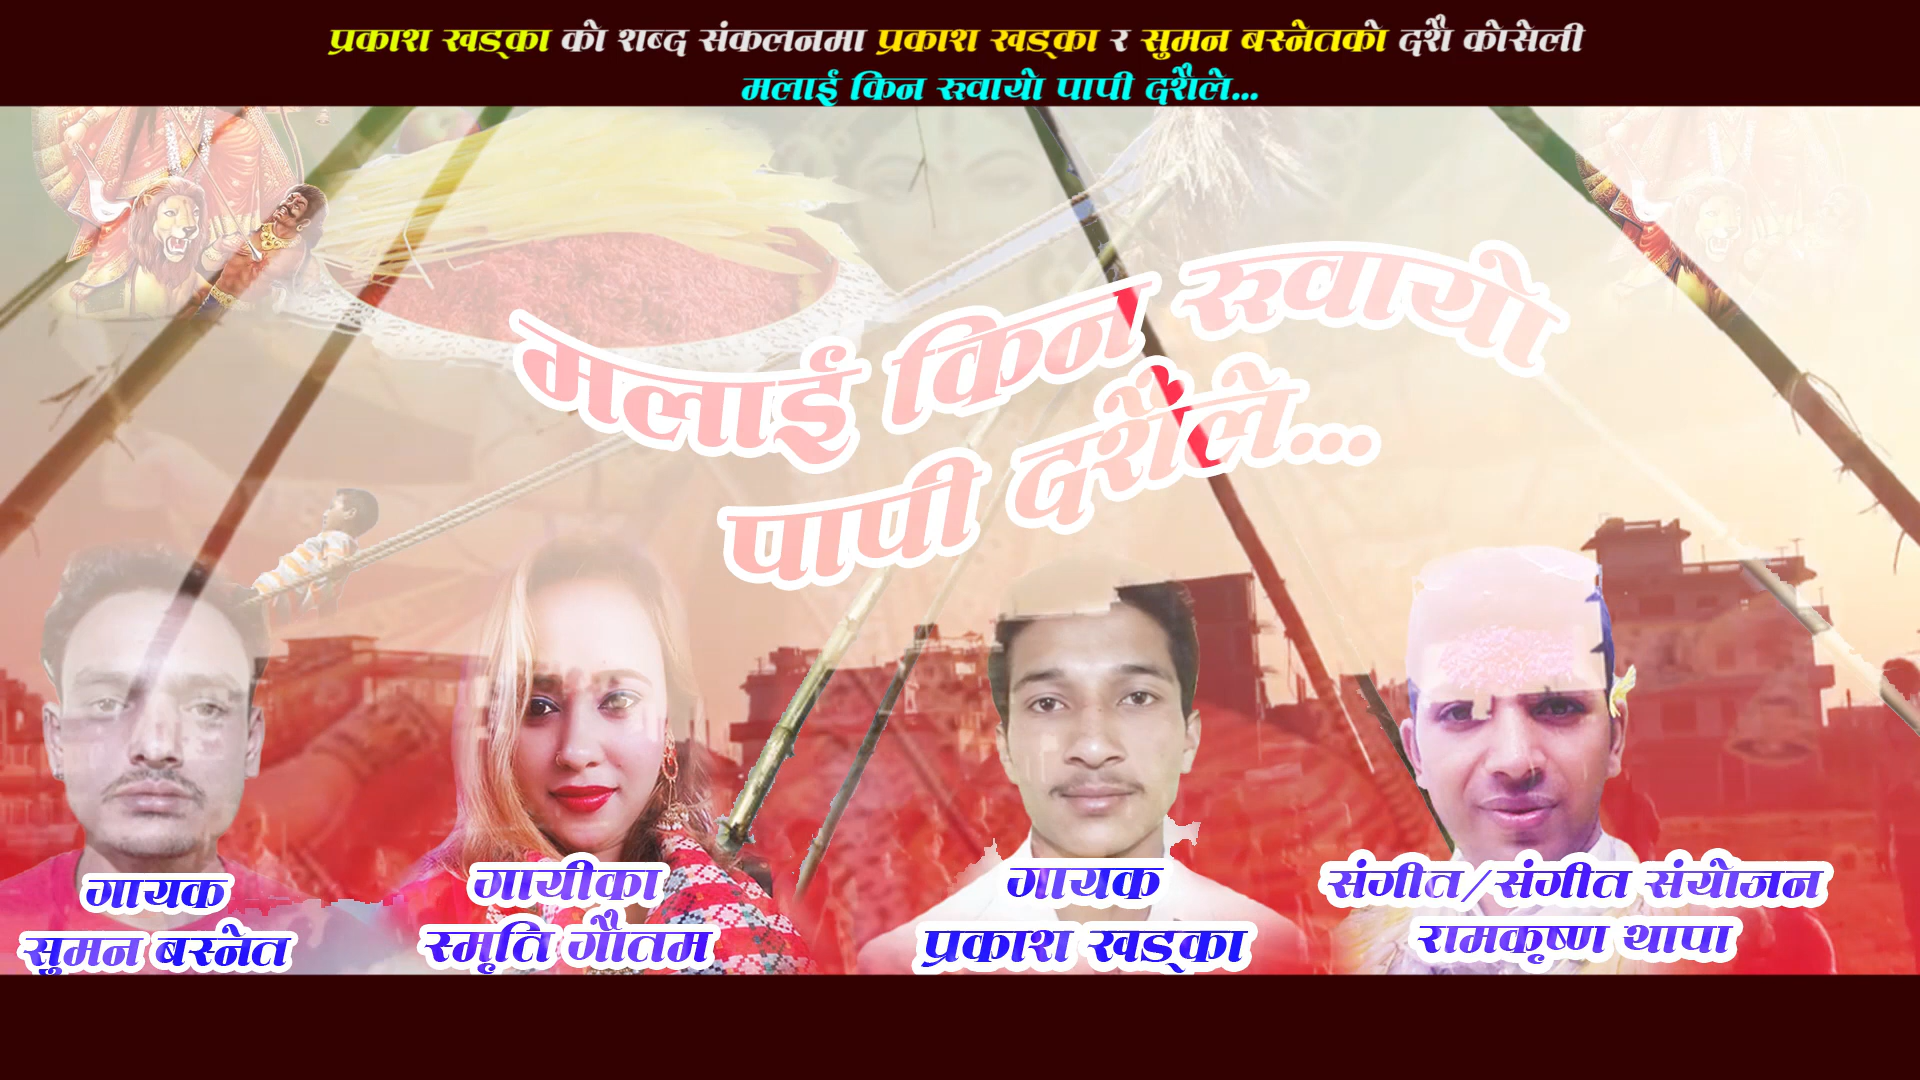 प्रकाश खड्का को शब्द संकलनमा प्रकाश खड्का र सुमन बस्नेतको दशै कोसेली
मलाई किन रुवायो पापी दशैले...
मलाई किन रुवायो
पापी दशैले...
गायक
सुमन बस्नेत
गायीका
स्मृति गौतम
गायक
प्रकाश खड्का
संगीत/संगीत संयोजन
रामकृष्ण थापा